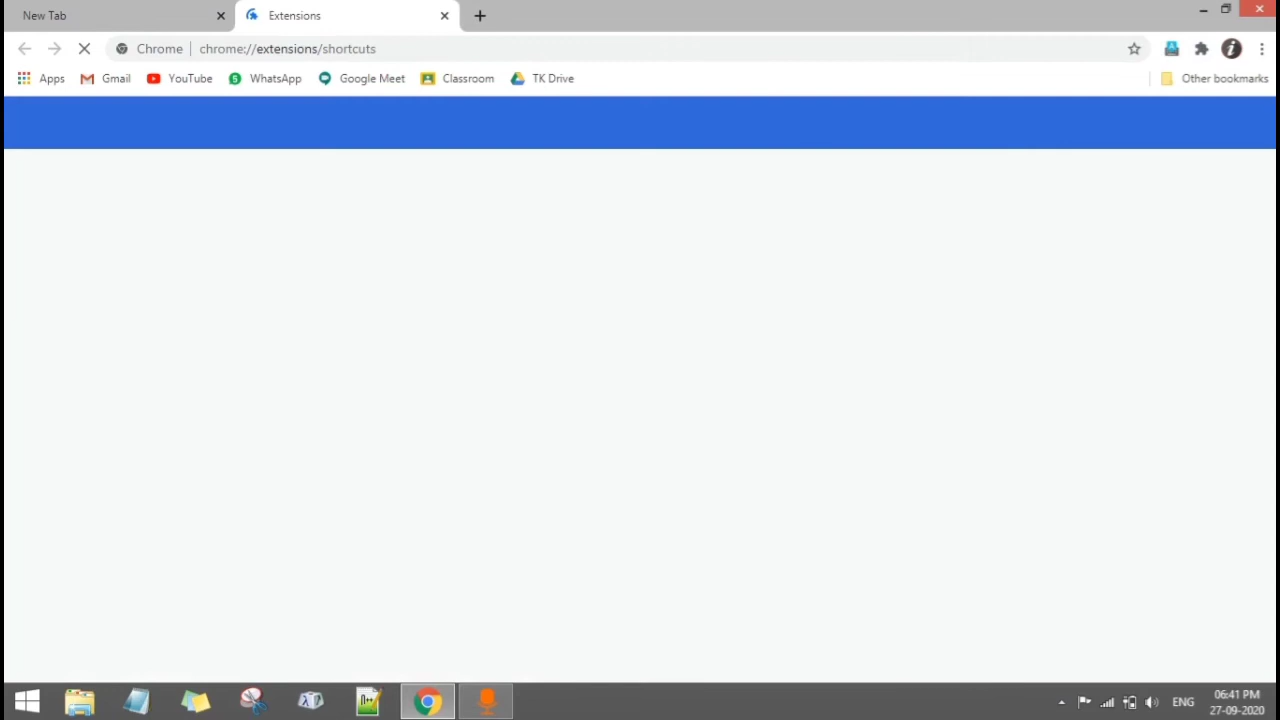 New Tab
Extensions
Chrome
chrome://extensions/shortcuts
Apps
Gmail
YouTube
5
WhatsApp
Google Meet
Classroom
TK Drive
Other bookmarks
ENG
06:41 PM
27-09-2020